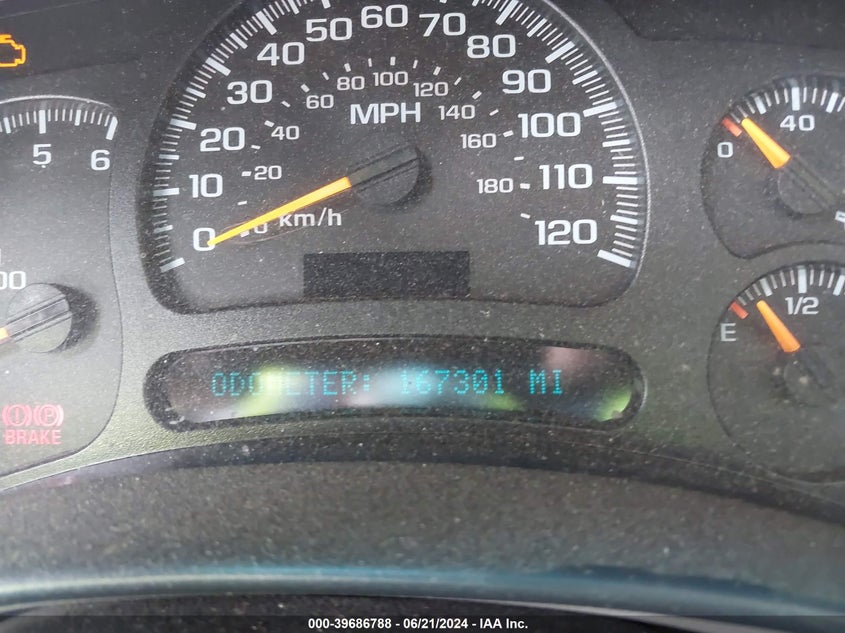 0 10 20 30 40 50 60 70 80 90 100 110 120
MPH
0 20 40 60 80 100 120 140 160 180
km/h
5 6
00
0 40
E 1/2
ODOMETER: 167301 MI
(!) (P)
BRAKE
000-39686788 - 06/21/2024 - IAA Inc.